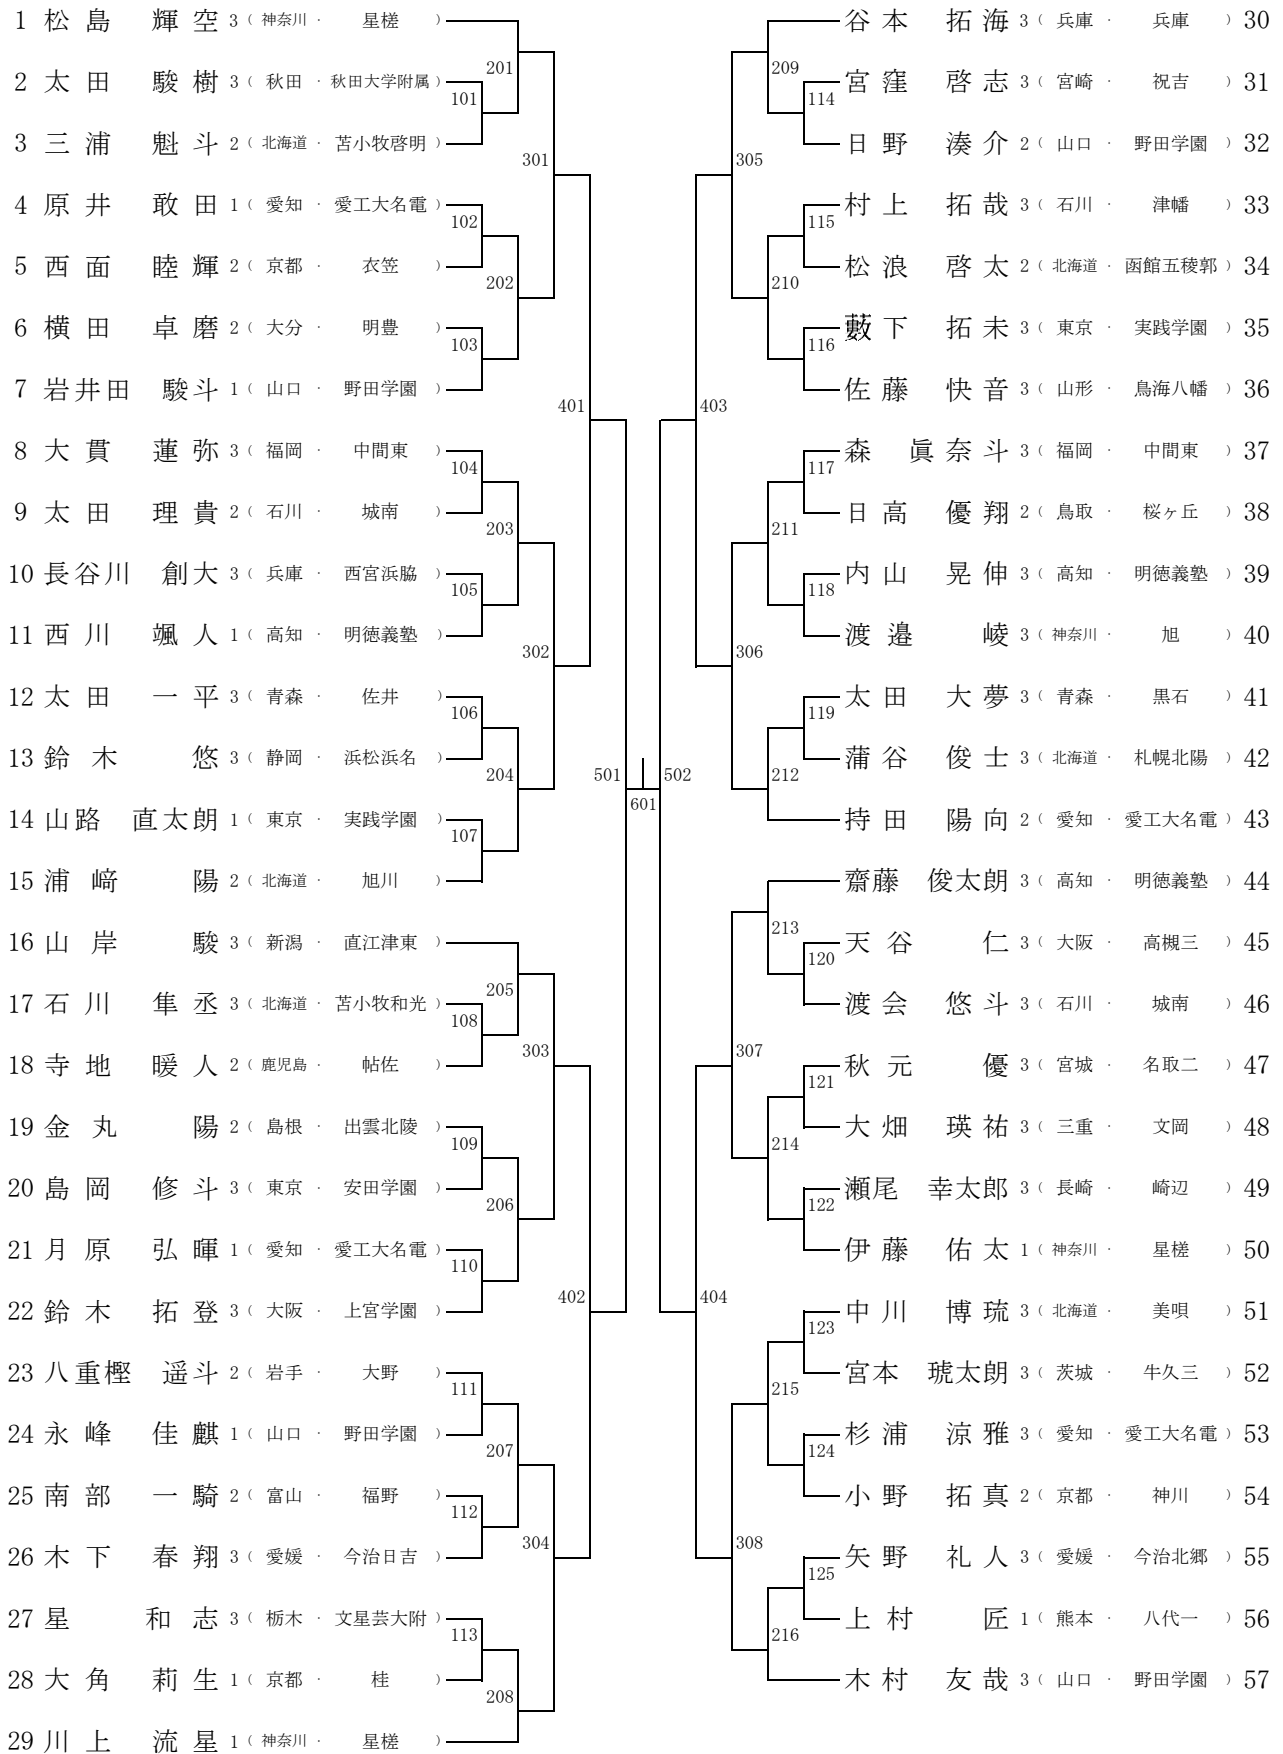 1 松島 輝空 3（神奈川・星槎）
201
2 太田 駿樹 3（秋田・秋田大学附属）
101
3 三浦 魁斗 2（北海道・苫小牧啓明）
301
4 原井 敢田 1（愛知・愛工大名電）
102
5 西面 睦輝 2（京都・衣笠）
202
6 横田 卓磨 2（大分・明豊）
103
7 岩井田 駿斗 1（山口・野田学園）
401
8 大貫 蓮弥 3（福岡・中間東）
104
9 太田 理貴 2（石川・城南）
203
10 長谷川 創大 3（兵庫・西宮浜脇）
105
11 西川 颯人 1（高知・明徳義塾）
302
12 太田 一平 3（青森・佐井）
106
13 鈴木 悠 3（静岡・浜松浜名）
204
14 山路 直太朗 1（東京・実践学園）
107
15 浦﨑 陽 2（北海道・旭川）
16 山岸 駿 3（新潟・直江津東）
205
17 石川 隼丞 3（北海道・苫小牧和光）
108
303
18 寺地 暖人 2（鹿児島・帖佐）
19 金丸 陽 2（島根・出雲北陵）
109
20 島岡 修斗 3（東京・安田学園）
206
21 月原 弘暉 1（愛知・愛工大名電）
110
402
22 鈴木 拓登 3（大阪・上宮学園）
23 八重樫 遥斗 2（岩手・大野）
111
24 永峰 佳麒 1（山口・野田学園）
207
25 南部 一騎 2（富山・福野）
112
304
26 木下 春翔 3（愛媛・今治日吉）
27 星 和志 3（栃木・文星芸大附）
113
28 大角 莉生 1（京都・桂）
208
29 川上 流星 1（神奈川・星槎）
501
601
502
谷本 拓海 3（兵庫・兵庫）30
209
宮窪 啓志 3（宮崎・祝吉）31
114
日野 湊介 2（山口・野田学園）32
305
村上 拓哉 3（石川・津幡）33
115
松浪 啓太 2（北海道・函館五稜郭）34
210
藪下 拓未 3（東京・実践学園）35
116
佐藤 快音 3（山形・鳥海八幡）36
403
森 眞奈斗 3（福岡・中間東）37
117
日高 優翔 2（鳥取・桜ヶ丘）38
211
内山 晃伸 3（高知・明徳義塾）39
118
渡邉 崚 3（神奈川・旭）40
306
太田 大夢 3（青森・黒石）41
119
蒲谷 俊士 3（北海道・札幌北陽）42
212
持田 陽向 2（愛知・愛工大名電）43
齋藤 俊太朗 3（高知・明徳義塾）44
213
天谷 仁 3（大阪・高槻三）45
120
渡会 悠斗 3（石川・城南）46
307
秋元 優 3（宮城・名取二）47
121
大畑 瑛祐 3（三重・文岡）48
214
瀬尾 幸太郎 3（長崎・崎辺）49
122
伊藤 佑太 1（神奈川・星槎）50
404
中川 博琉 3（北海道・美唄）51
123
宮本 琥太朗 3（茨城・牛久三）52
215
杉浦 涼雅 3（愛知・愛工大名電）53
124
小野 拓真 2（京都・神川）54
308
矢野 礼人 3（愛媛・今治北郷）55
125
上村 匠 1（熊本・八代一）56
216
木村 友哉 3（山口・野田学園）57